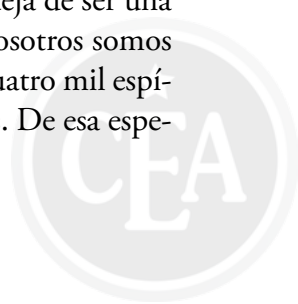 eja de ser una
osotros somos
uatro mil espí-
. De esa espe-
CEA